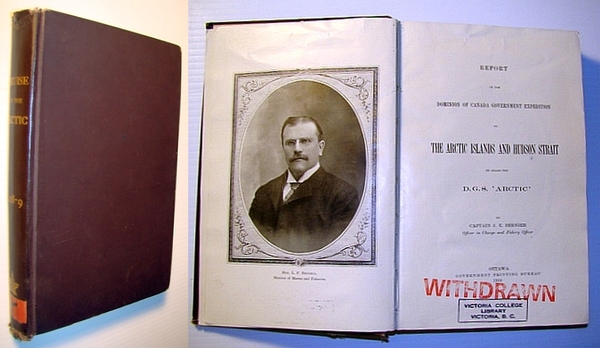 CRUISE
OF THE
ARCTIC
REPORT
ON THE
DOMINION OF CANADA GOVERNMENT EXPEDITION
TO
THE ARCTIC ISLANDS AND HUDSON STRAIT
ON BOARD THE
D.G.S. 'ARCTIC'
BY
CAPTAIN J. E. BERNIER
Officer in Charge and Fishery Officer
OTTAWA
GOVERNMENT PRINTING BUREAU
WITHDRAWN
VICTORIA COLLEGE
LIBRARY
VICTORIA, B. C.
Hon. L. P. Brodeur,
Minister of Marine and Fisheries.